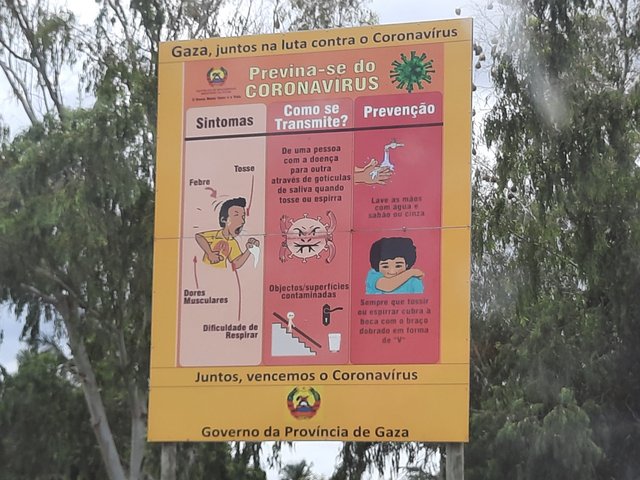 Gaza, juntos na luta contra o Coronavírus
Previna-se do
CORONAVÍRUS
Sintomas
Febre
Tosse
Dores
Musculares
Dificuldade de
Respirar
Como se
Transmite?
De uma pessoa
com a doença
para outra
através de gotículas
de saliva quando
tosse ou espirra
Objectos/superfícies
contaminadas
Prevenção
Lave as mãos
com água e
sabão ou cinza
Sempre que tossir
ou espirrar cubra a
boca com o braço
dobrado em forma
de "V"
Juntos, vencemos o Coronavírus
Governo da Província de Gaza